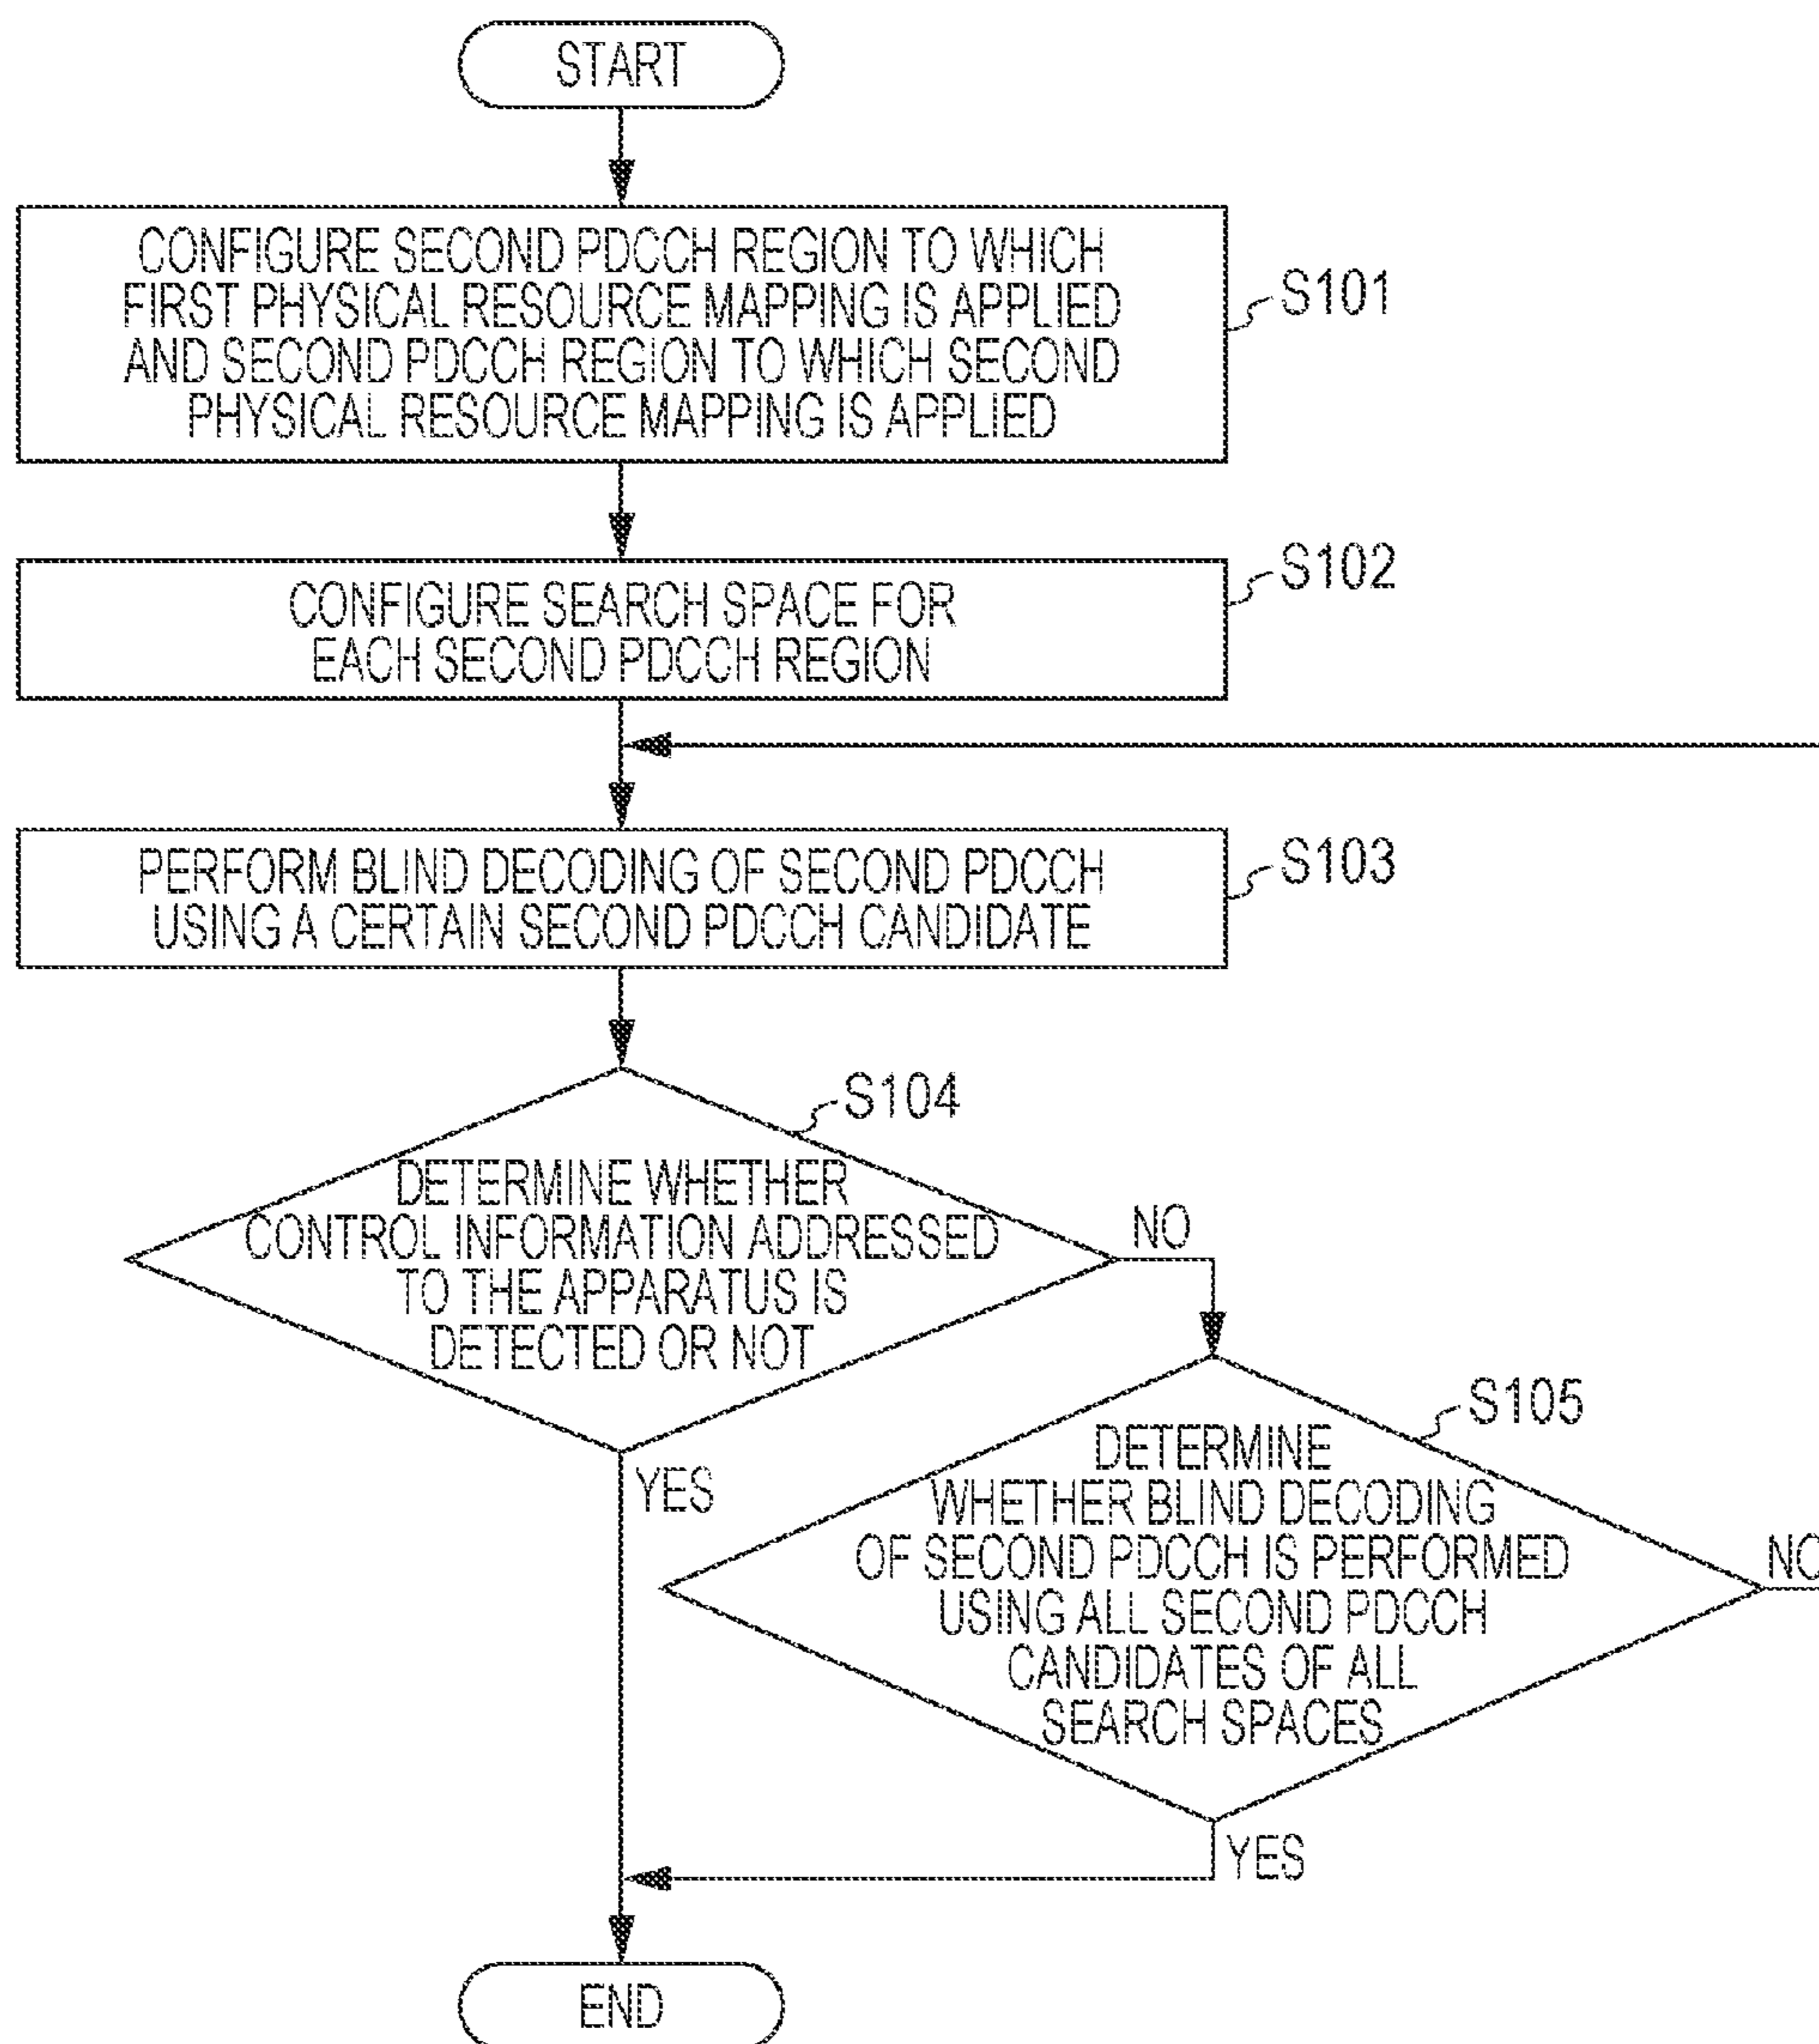 START
CONFIGURE SECOND PDCCH REGION TO WHICH
FIRST PHYSICAL RESOURCE MAPPING IS APPLIED
AND SECOND PDCCH REGION TO WHICH SECOND
PHYSICAL RESOURCE MAPPING IS APPLIED
S101
CONFIGURE SEARCH SPACE FOR
EACH SECOND PDCCH REGION
S102
PERFORM BLIND DECODING OF SECOND PDCCH
USING A CERTAIN SECOND PDCCH CANDIDATE
S103
S104
DETERMINE WHETHER
CONTROL INFORMATION ADDRESSED
TO THE APPARATUS IS
DETECTED OR NOT
NO
YES
S105
DETERMINE
WHETHER BLIND DECODING
OF SECOND PDCCH IS PERFORMED
USING ALL SECOND PDCCH
CANDIDATES OF ALL
SEARCH SPACES
NO
YES
END